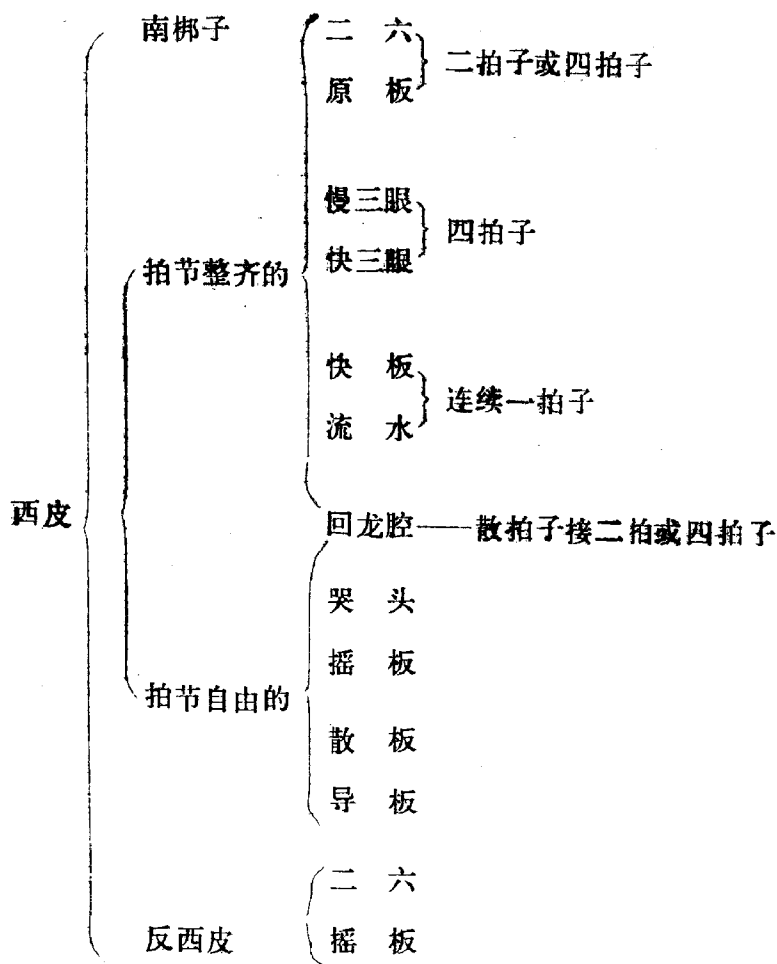 南梆子
二 六
原 板
二拍子或四拍子
慢三眼
快三眼
四拍子
拍节整齐的
快 板
流 水
连续一拍子
西皮
回龙腔——散拍子接二拍或四拍子
哭 头
摇 板
拍节自由的
散 板
导 板
二 六
反西皮
摇 板